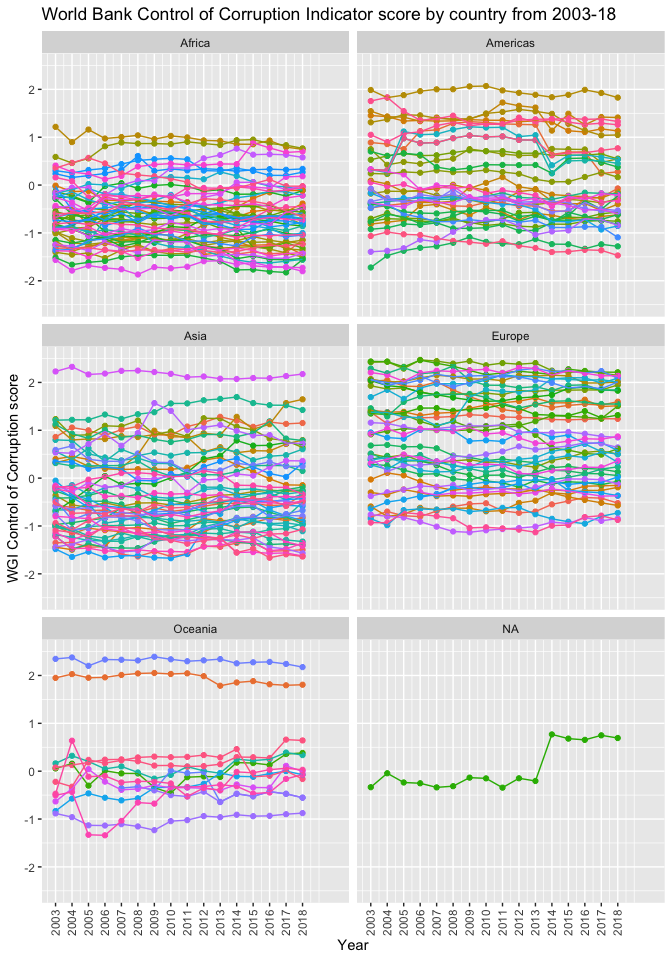 World Bank Control of Corruption Indicator score by country from 2003-18
Africa
Americas
2
1
0
-1
-2
Asia
Europe
2
1
0
-1
-2
WGI Control of Corruption score
Oceania
NA
2
1
0
-1
-2
2003 2004 2005 2006 2007 2008 2009 2010 2011 2012 2013 2014 2015 2016 2017 2018
2003 2004 2005 2006 2007 2008 2009 2010 2011 2012 2013 2014 2015 2016 2017 2018
Year